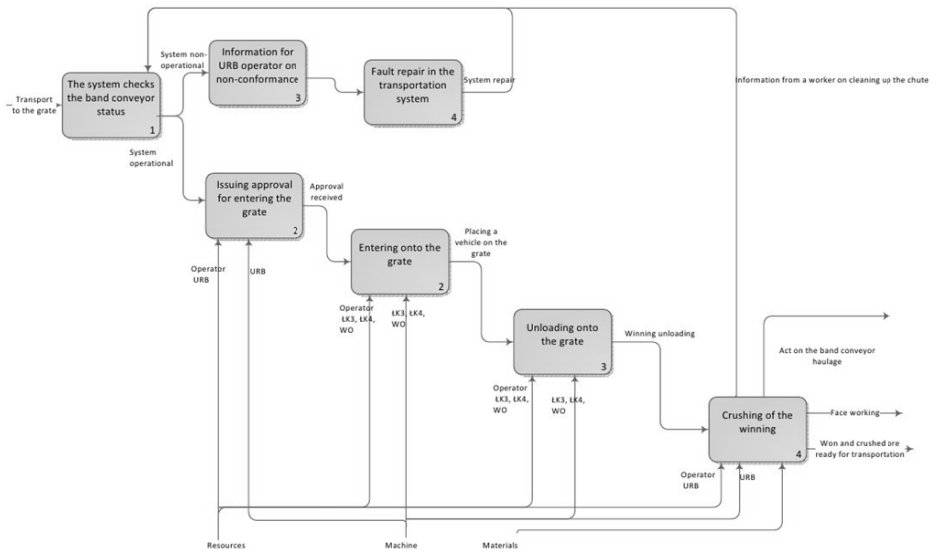 Information for
URB operator on
non-conformance
3
System non-
operational
Fault repair in the
transportation
system
4
System repair
Information from a worker on cleaning up the chute
The system checks
the band conveyor
status
1
Transport
to the grate
System
operational
Issuing approval
for entering the
grate
2
Approval
received
Operator
URB
URB
Entering onto the
grate
2
Placing a
vehicle on the
grate
Operator
ŁK3, ŁK4,
WO
ŁK3, ŁK4,
WO
Unloading onto
the grate
3
Winning unloading
Operator
ŁK3, ŁK4,
WO
ŁK3, ŁK4,
WO
Crushing of the
winning
4
Act on the band conveyor
haulage
Face working
Won and crushed are
ready for transportation
Operator
URB
URB
Resources
Machine
Materials